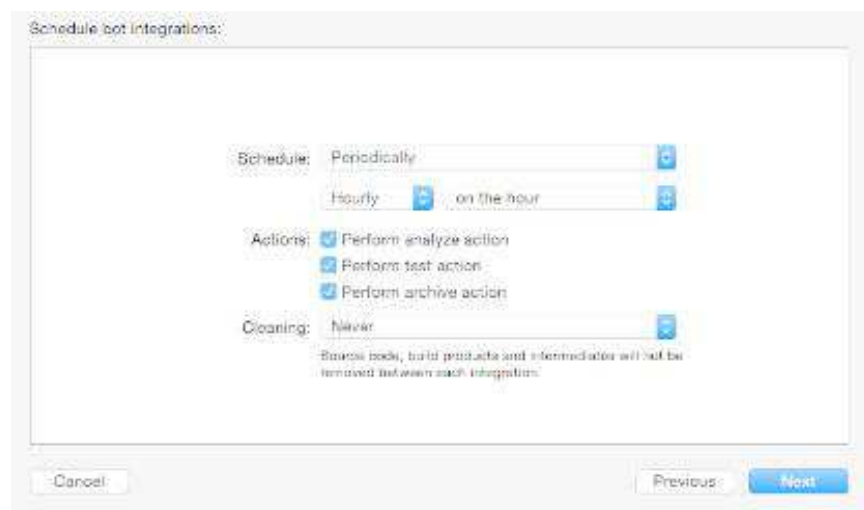 Schedule bot integrations:
Schedule: Periodically
Hourly on the hour
Actions: Perform analyze action
Perform test action
Perform archive action
Cleaning: Never
Source code, build products and intermediates will not be
removed between each integration.
Cancel Previous Next